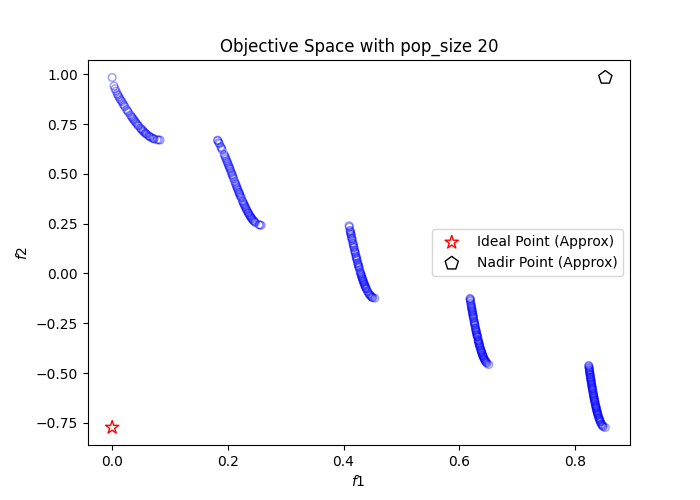 Objective Space with pop_size 20
1.00
0.75
0.50
0.25
0.00
−0.25
−0.50
−0.75
f2
Ideal Point (Approx)
Nadir Point (Approx)
0.0 0.2 0.4 0.6 0.8
f1